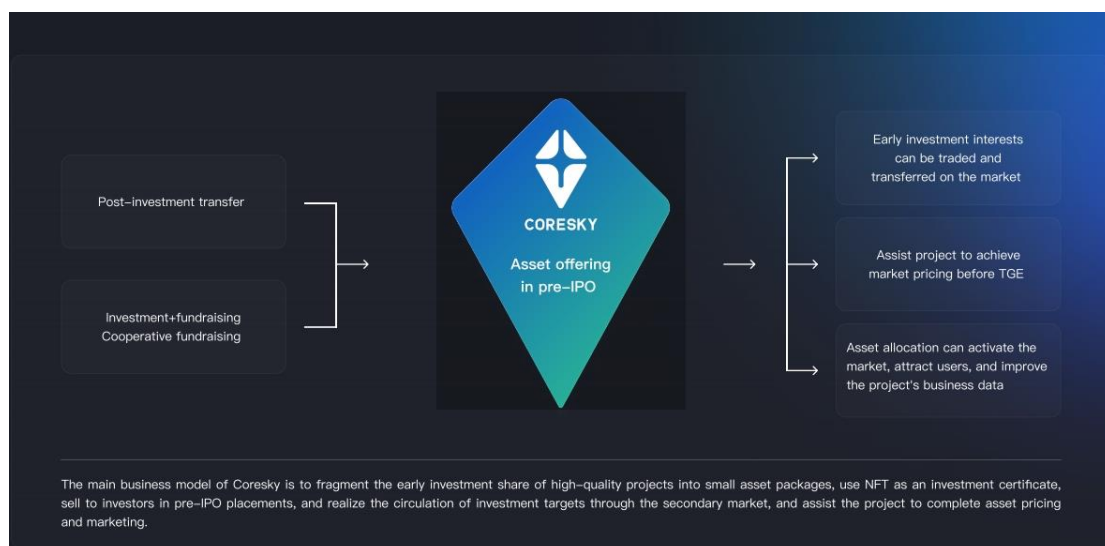 Post-investment transfer
Investment+fundraising
Cooperative fundraising
CORESKY
Asset offering
in pre-IPO
Early investment interests
can be traded and
transferred on the market
Assist project to achieve
market pricing before TGE
Asset allocation can activate the
market, attract users, and improve
the project's business data
The main business model of Coresky is to fragment the early investment share of high-quality projects into small asset packages, use NFT as an investment certificate,
sell to investors in pre-IPO placements, and realize the circulation of investment targets through the secondary market, and assist the project to complete asset pricing
and marketing.